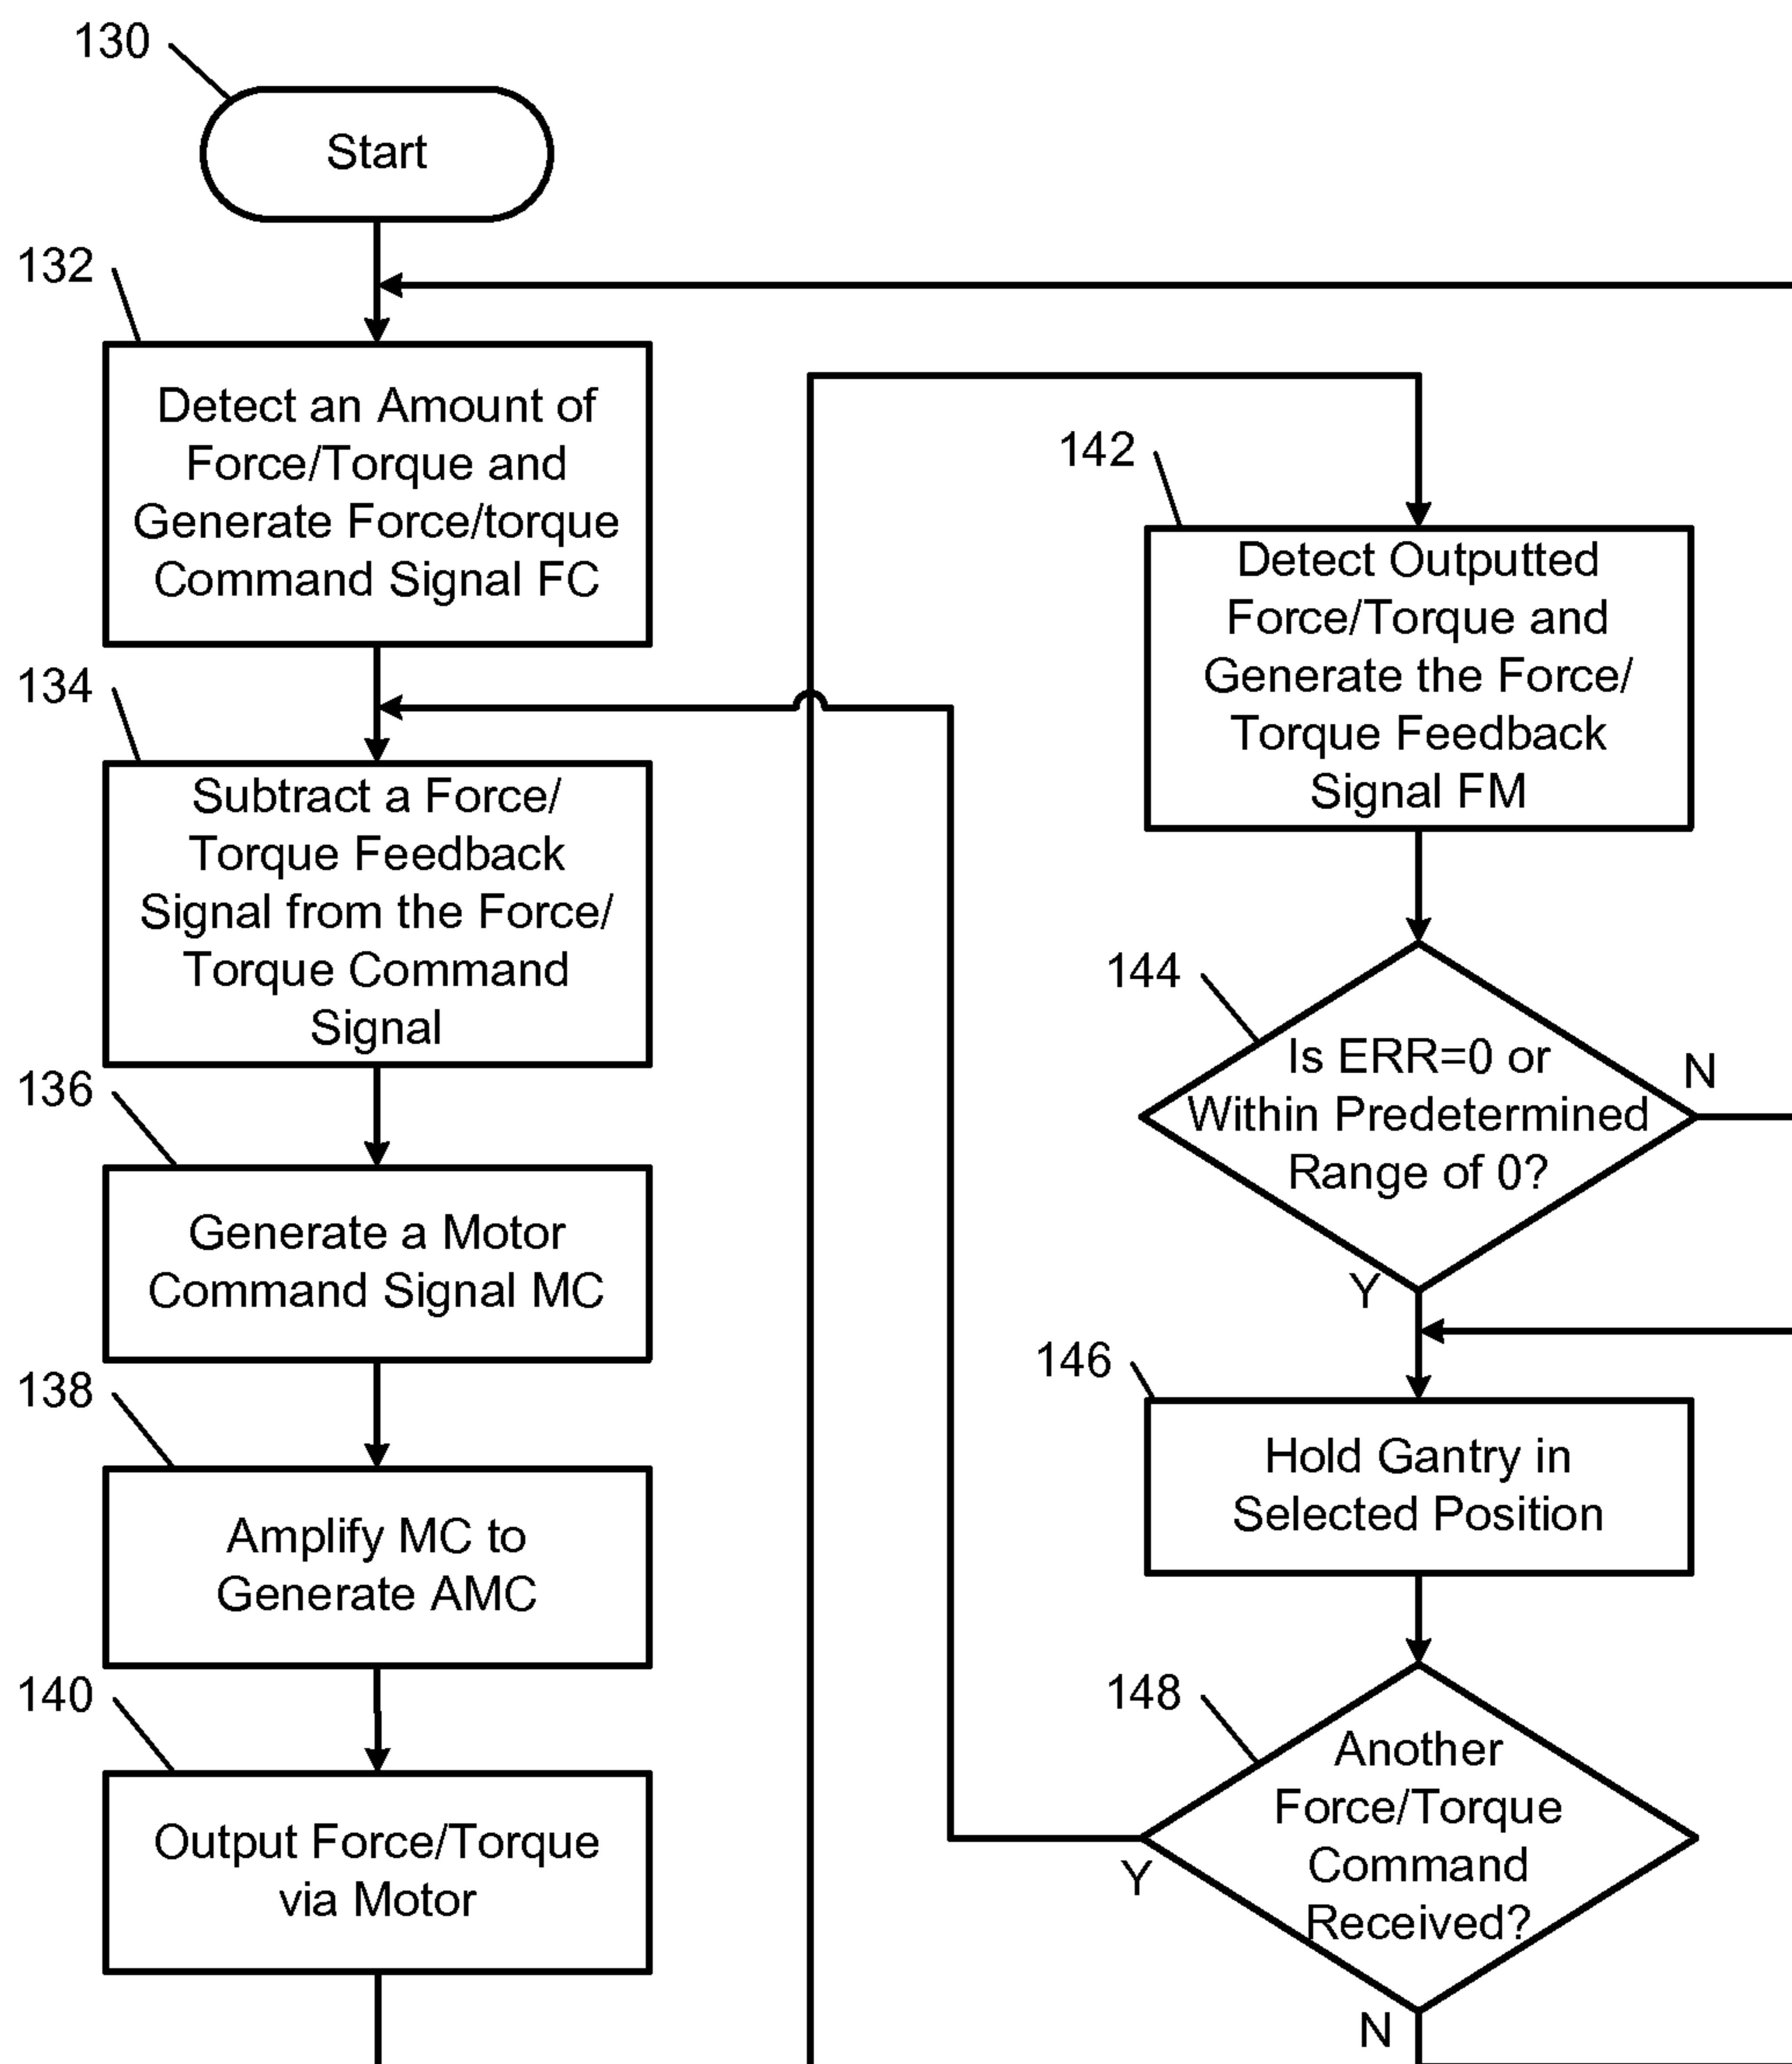 130
Start
132
Detect an Amount of
Force/Torque and
Generate Force/torque
Command Signal FC
134
Subtract a Force/
Torque Feedback
Signal from the Force/
Torque Command
Signal
136
Generate a Motor
Command Signal MC
138
Amplify MC to
Generate AMC
140
Output Force/Torque
via Motor
142
Detect Outputted
Force/Torque and
Generate the Force/
Torque Feedback
Signal FM
144
Is ERR=0 or
Within Predetermined
Range of 0?
N
Y
146
Hold Gantry in
Selected Position
148
Another
Force/Torque
Command
Received?
Y
N